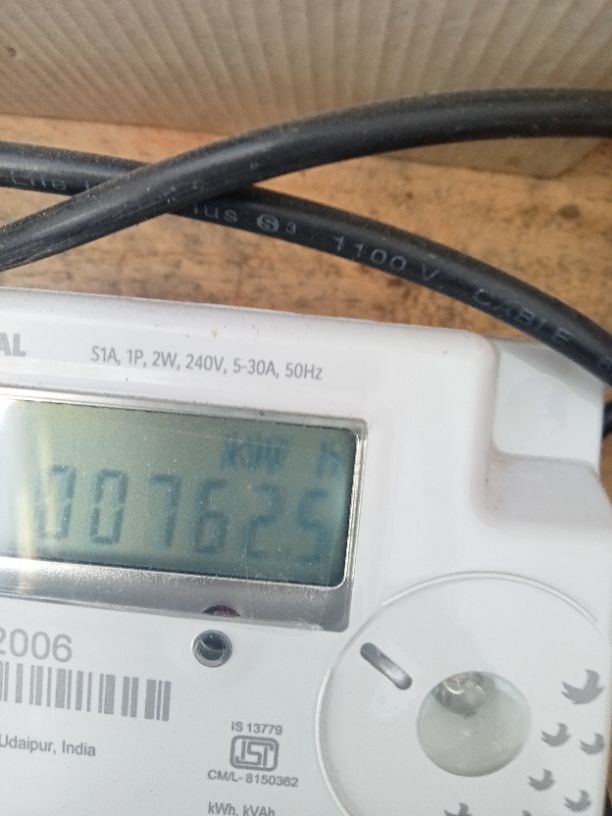 S3 1100 V CABLE
AL
S1A, 1P, 2W, 240V, 5-30A, 50Hz
kW h
007625
2006
Udaipur, India
IS 13779
ISI
CM/L- 8150362
kWh, kVAh